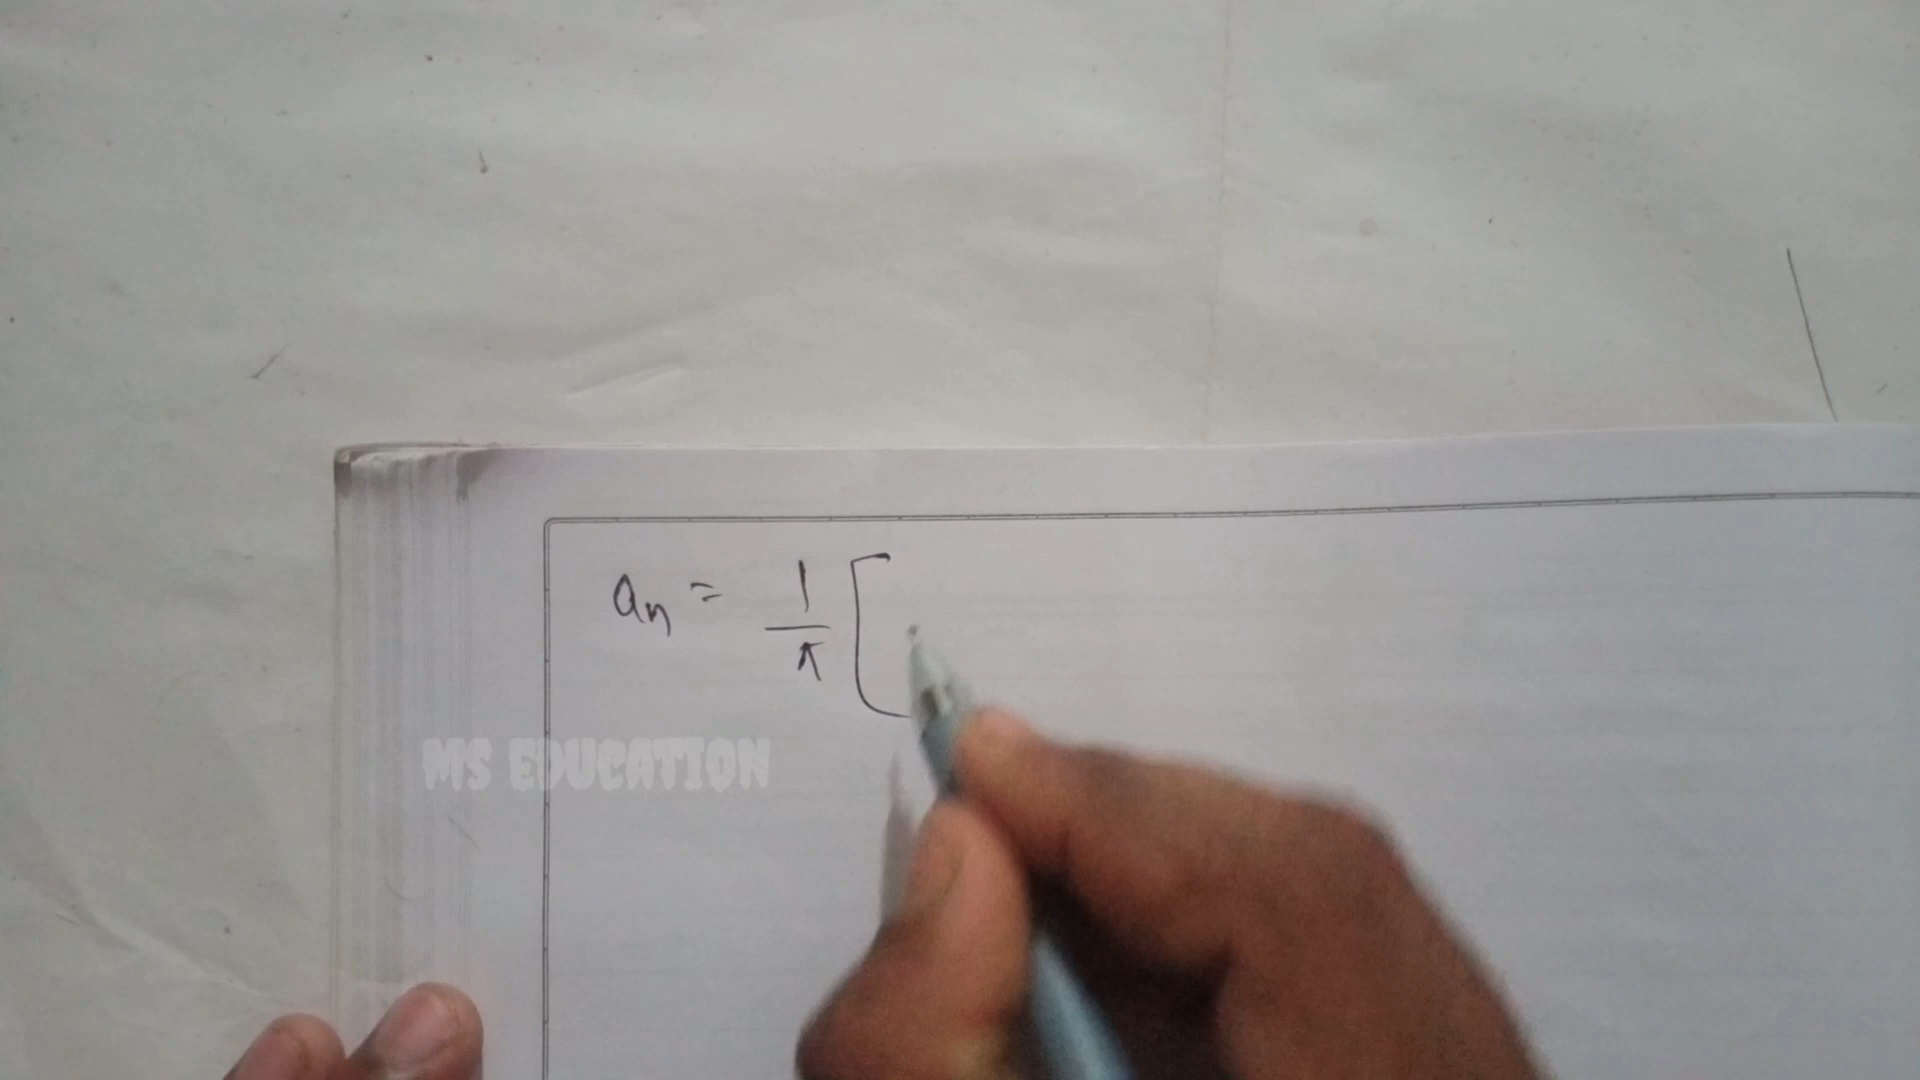 aₙ = 1/π [
MS EDUCATION